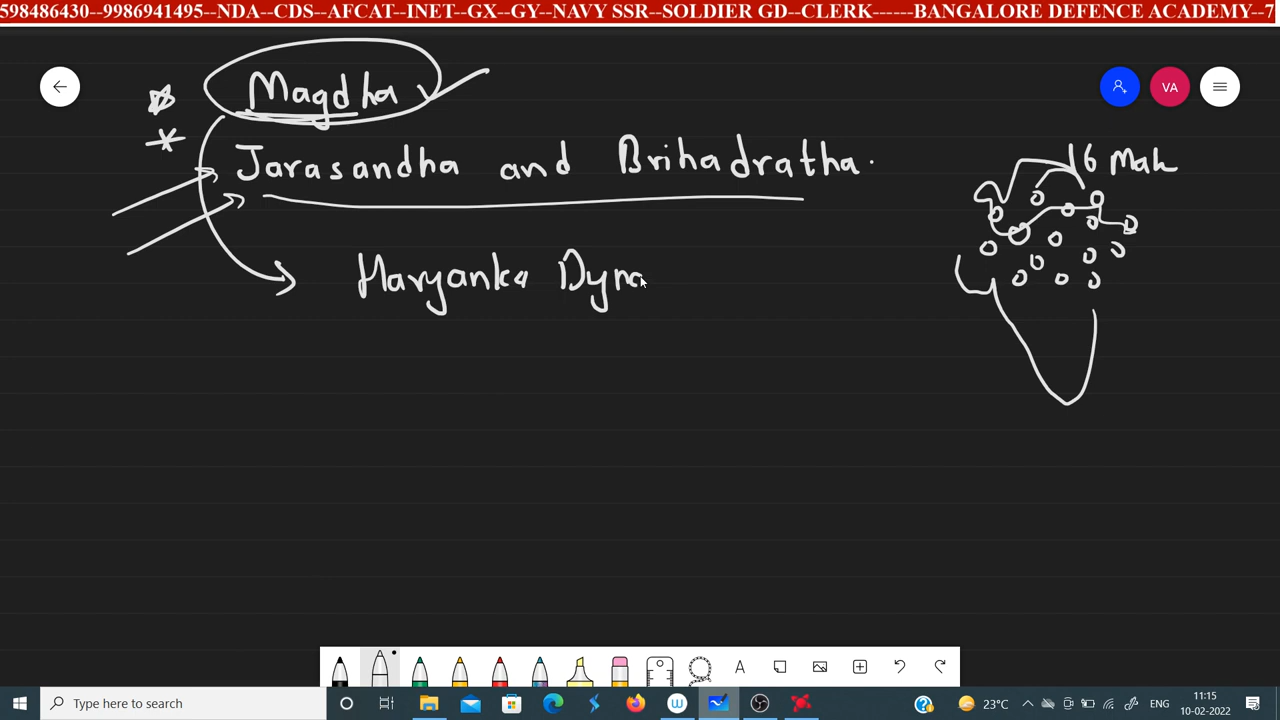 598486430--9986941495--NDA--CDS--AFCAT--INET--GX--GY--NAVY SSR--SOLDIER GD--CLERK------BANGALORE DEFENCE ACADEMY--7
Magdha
VA
Jarasandha and Brihadratha.
16 Mah
Haryanka Dyna
A
Type here to search
23°C
ENG
11:15
10-02-2022